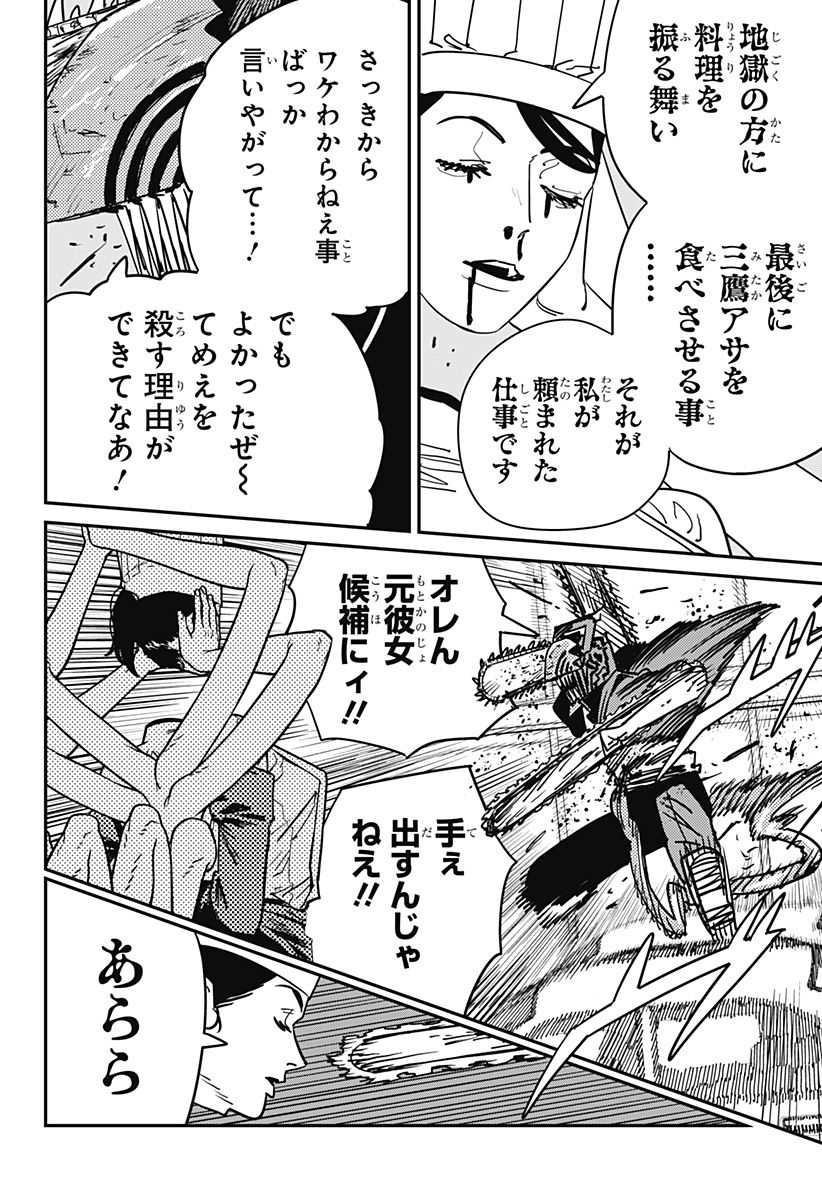 地獄の方に
料理を
振る舞い
最後に
三鷹アサを
食べさせる事
……
それが
私が
頼まれた
仕事です
さっきから
ワケわからねえ事
ばっか
言いやがって…！
でも
よかったぜ〜
てめえを
殺す理由が
できてなあ！
オレん
元彼女
候補にィ!!
手ぇ
出すんじゃ
ねえ!!
あらら